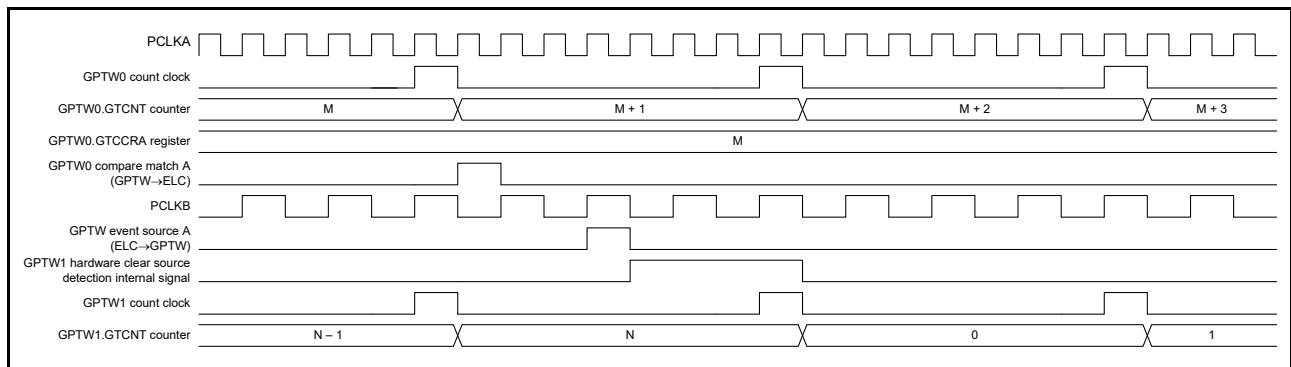 PCLKA
GPTW0 count clock
GPTW0.GTCNT counter
M
M + 1
M + 2
M + 3
GPTW0.GTCCRA register
M
GPTW0 compare match A
(GPTW→ELC)
PCLKB
GPTW event source A
(ELC→GPTW)
GPTW1 hardware clear source
detection internal signal
GPTW1 count clock
GPTW1.GTCNT counter
N – 1
N
0
1